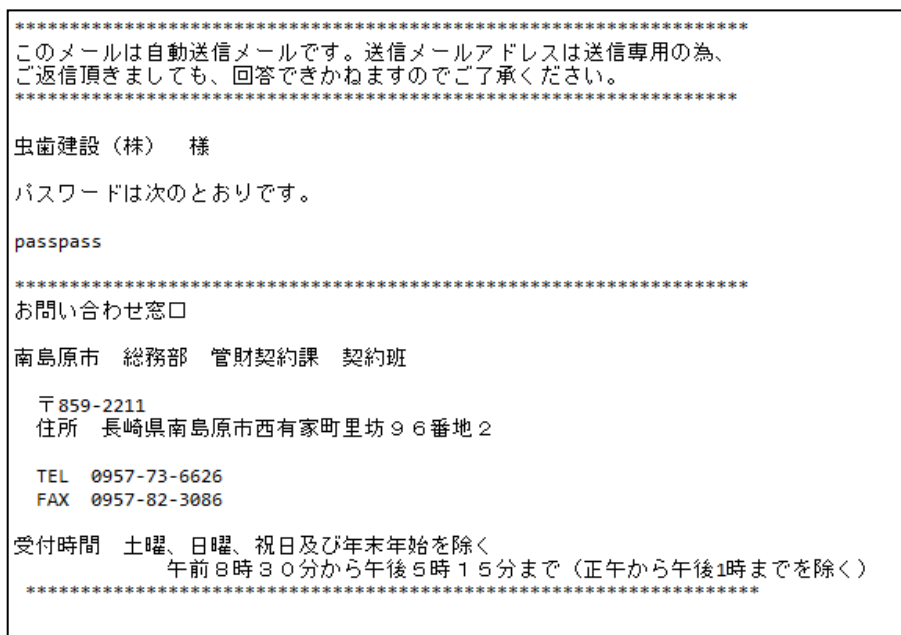 *******************************************************************
このメールは自動送信メールです。送信メールアドレスは送信専用の為、
ご返信頂きましても、回答できかねますのでご了承ください。
******************************************************************
虫歯建設（株）　様
パスワードは次のとおりです。
passpass
*******************************************************************
お問い合わせ窓口
南島原市　総務部　管財契約課　契約班
〒859-2211
住所　長崎県南島原市西有家町里坊９６番地２
TEL　0957-73-6626
FAX　0957-82-3086
受付時間　土曜、日曜、祝日及び年末年始を除く
午前８時３０分から午後５時１５分まで（正午から午後1時までを除く）
*******************************************************************